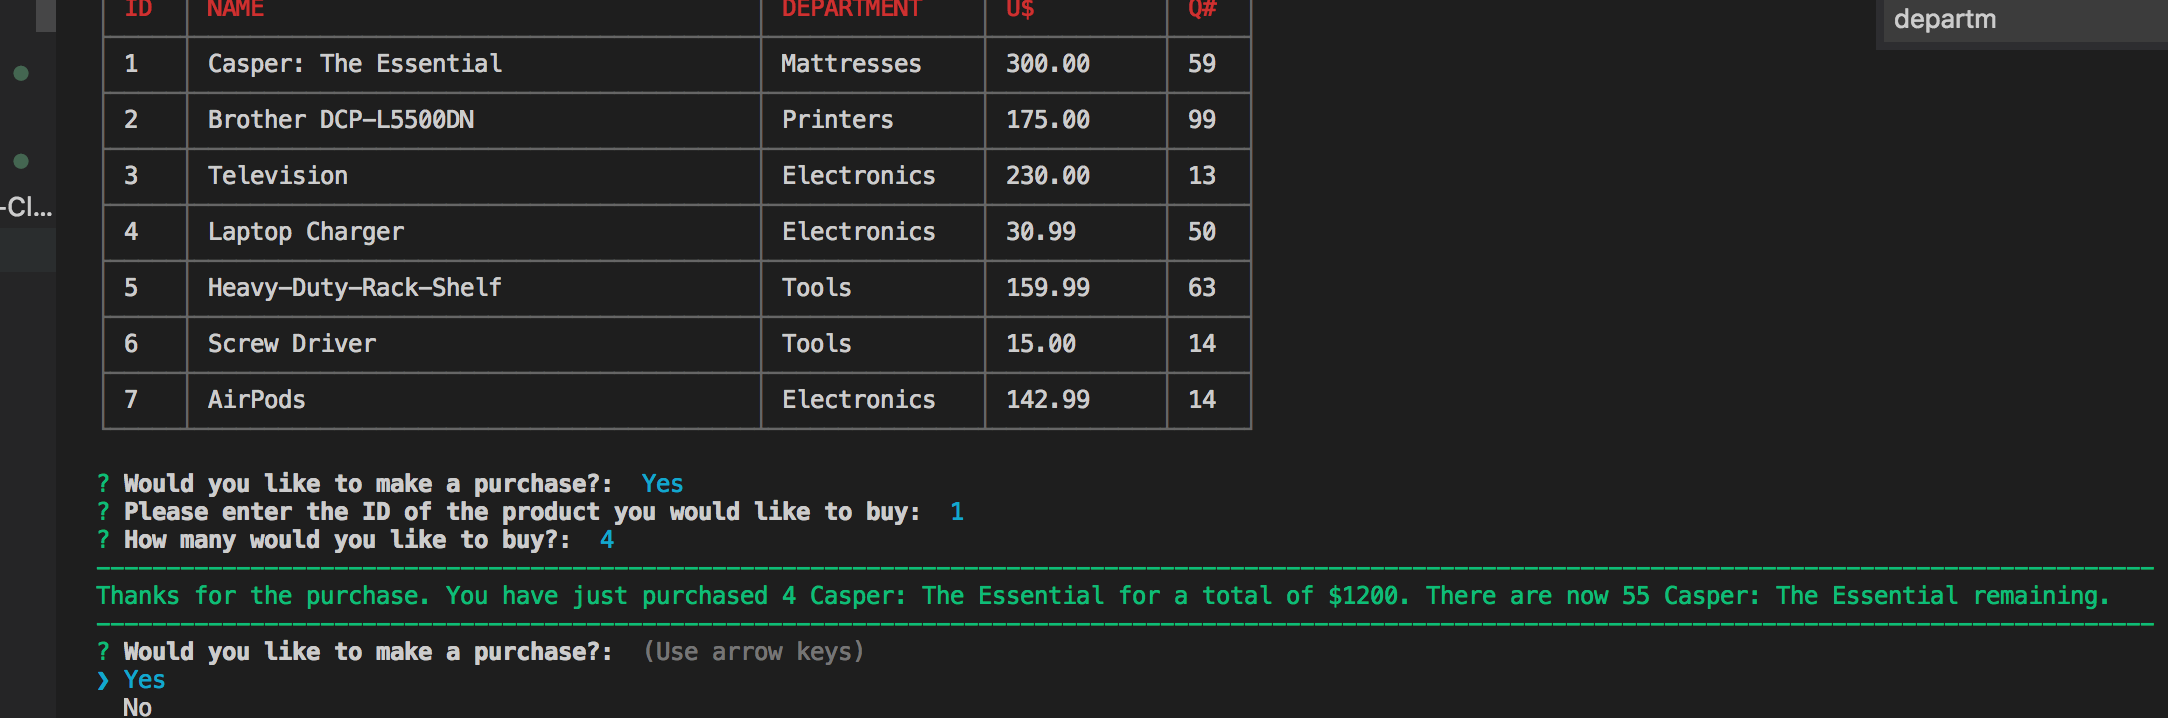 ID NAME DEPARTMENT U$ Q#
departm
1 Casper: The Essential Mattresses 300.00 59
2 Brother DCP-L5500DN Printers 175.00 99
3 Television Electronics 230.00 13
-Cl...
4 Laptop Charger Electronics 30.99 50
5 Heavy-Duty-Rack-Shelf Tools 159.99 63
6 Screw Driver Tools 15.00 14
7 AirPods Electronics 142.99 14
? Would you like to make a purchase?: Yes
? Please enter the ID of the product you would like to buy: 1
? How many would you like to buy?: 4
Thanks for the purchase. You have just purchased 4 Casper: The Essential for a total of $1200. There are now 55 Casper: The Essential remaining.
? Would you like to make a purchase?: (Use arrow keys)
❯ Yes
No